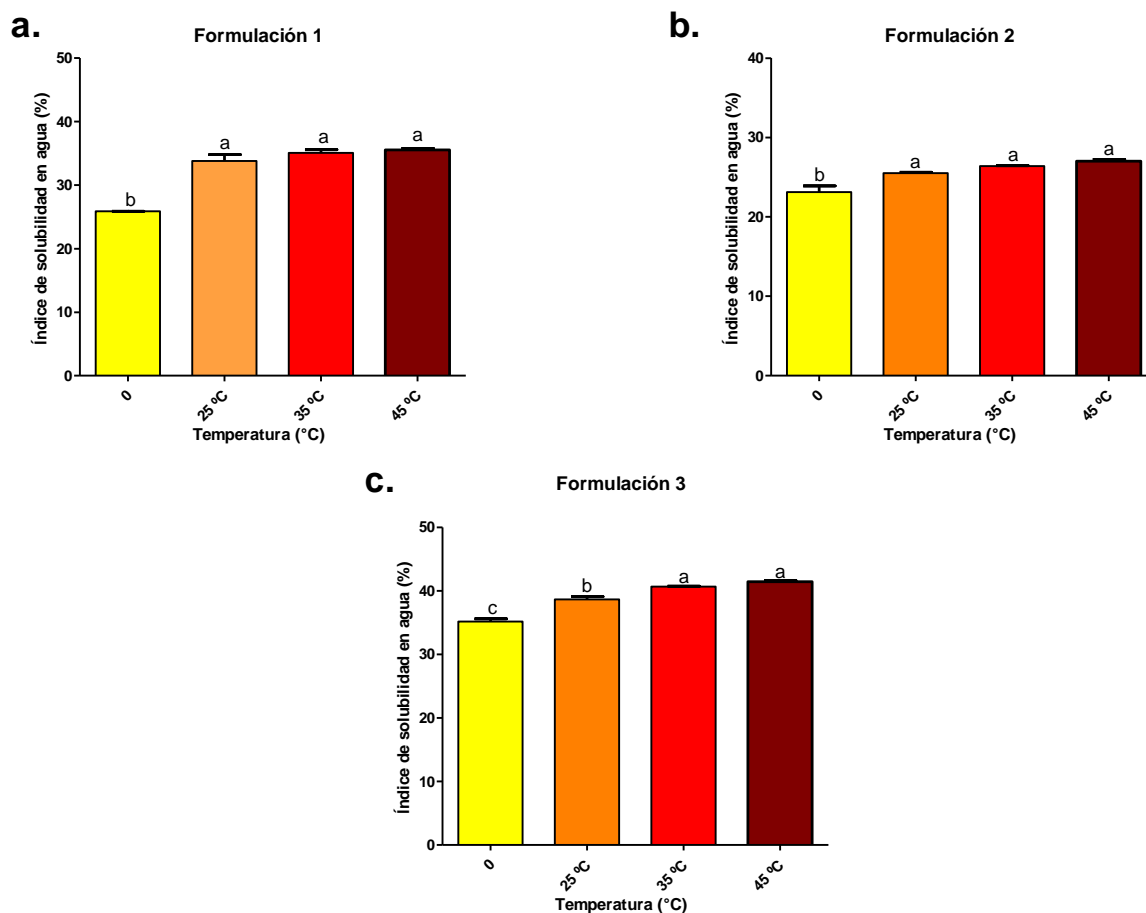 a.
Formulación 1
Índice de solubilidad en agua (%)
50
40
30
20
10
0
b
a
a
a
0
25 ºC
35 ºC
45 ºC
Temperatura (°C)
b.
Formulación 2
Índice de solubilidad en agua (%)
40
30
20
10
0
b
a
a
a
0
25 ºC
35 ºC
45 ºC
Temperatura (°C)
c.
Formulación 3
Índice de solubilidad en agua (%)
50
40
30
20
10
0
c
b
a
a
0
25 ºC
35 ºC
45 ºC
Temperatura (°C)